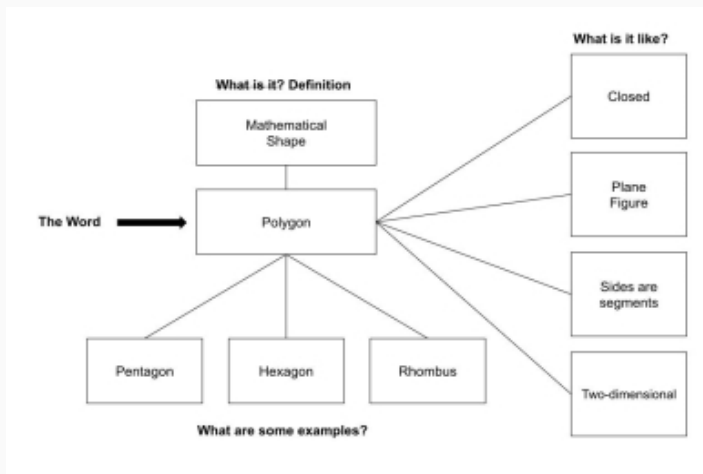 What is it like?
What is it? Definition
Closed
Mathematical
Shape
Plane
Figure
The Word
Polygon
Sides are
segments
Pentagon
Hexagon
Rhombus
Two-dimensional
What are some examples?